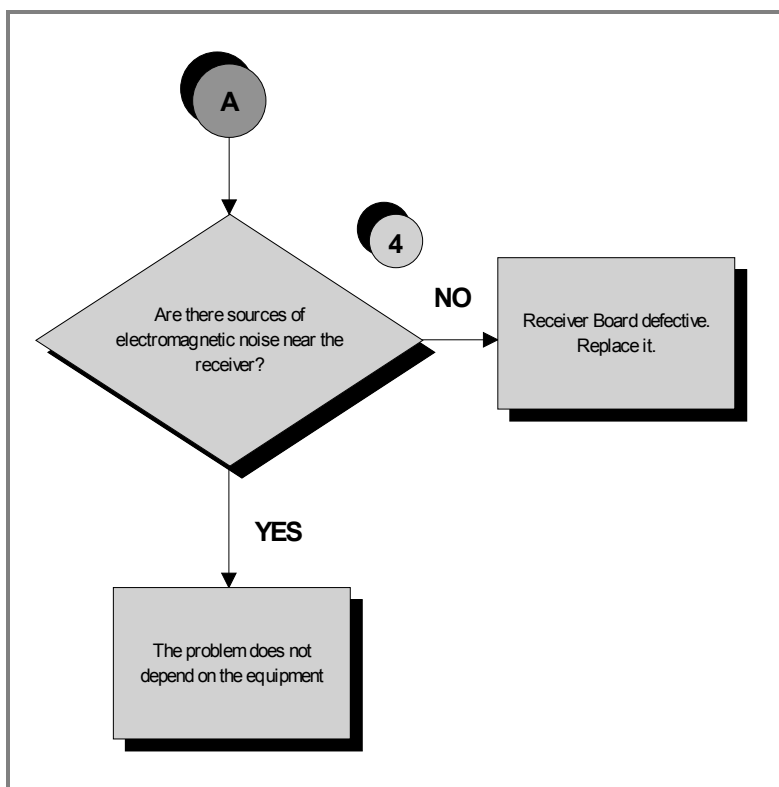 A
4
Are there sources of
electromagnetic noise near the
receiver?
NO
Receiver Board defective.
Replace it.
YES
The problem does not
depend on the equipment